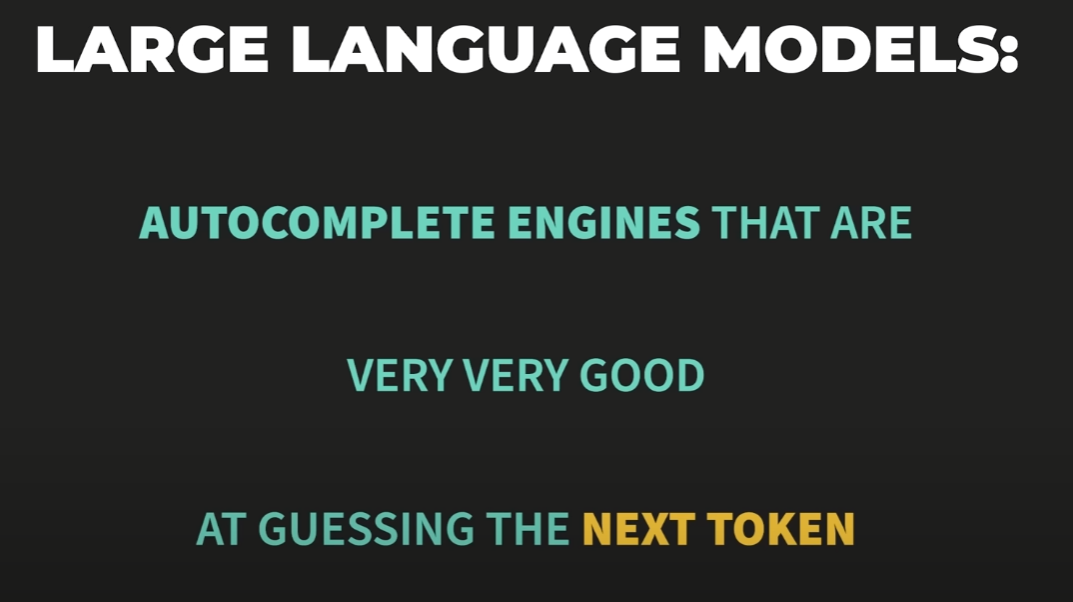 LARGE LANGUAGE MODELS:
AUTOCOMPLETE ENGINES THAT ARE
VERY VERY GOOD
AT GUESSING THE NEXT TOKEN